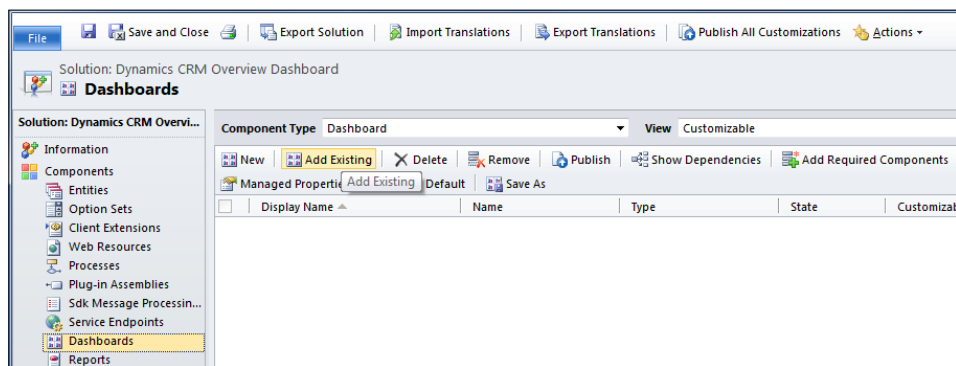 File Save and Close Export Solution Import Translations Export Translations Publish All Customizations Actions
Solution: Dynamics CRM Overview Dashboard
Dashboards
Solution: Dynamics CRM Overvi...
Information
Components
Entities
Option Sets
Client Extensions
Web Resources
Processes
Plug-in Assemblies
Sdk Message Processin...
Service Endpoints
Dashboards
Reports
Component Type Dashboard View Customizable
New Add Existing Delete Remove Publish Show Dependencies Add Required Components
Managed Properti Default Save As
Add Existing
Display Name Name Type State Customizab